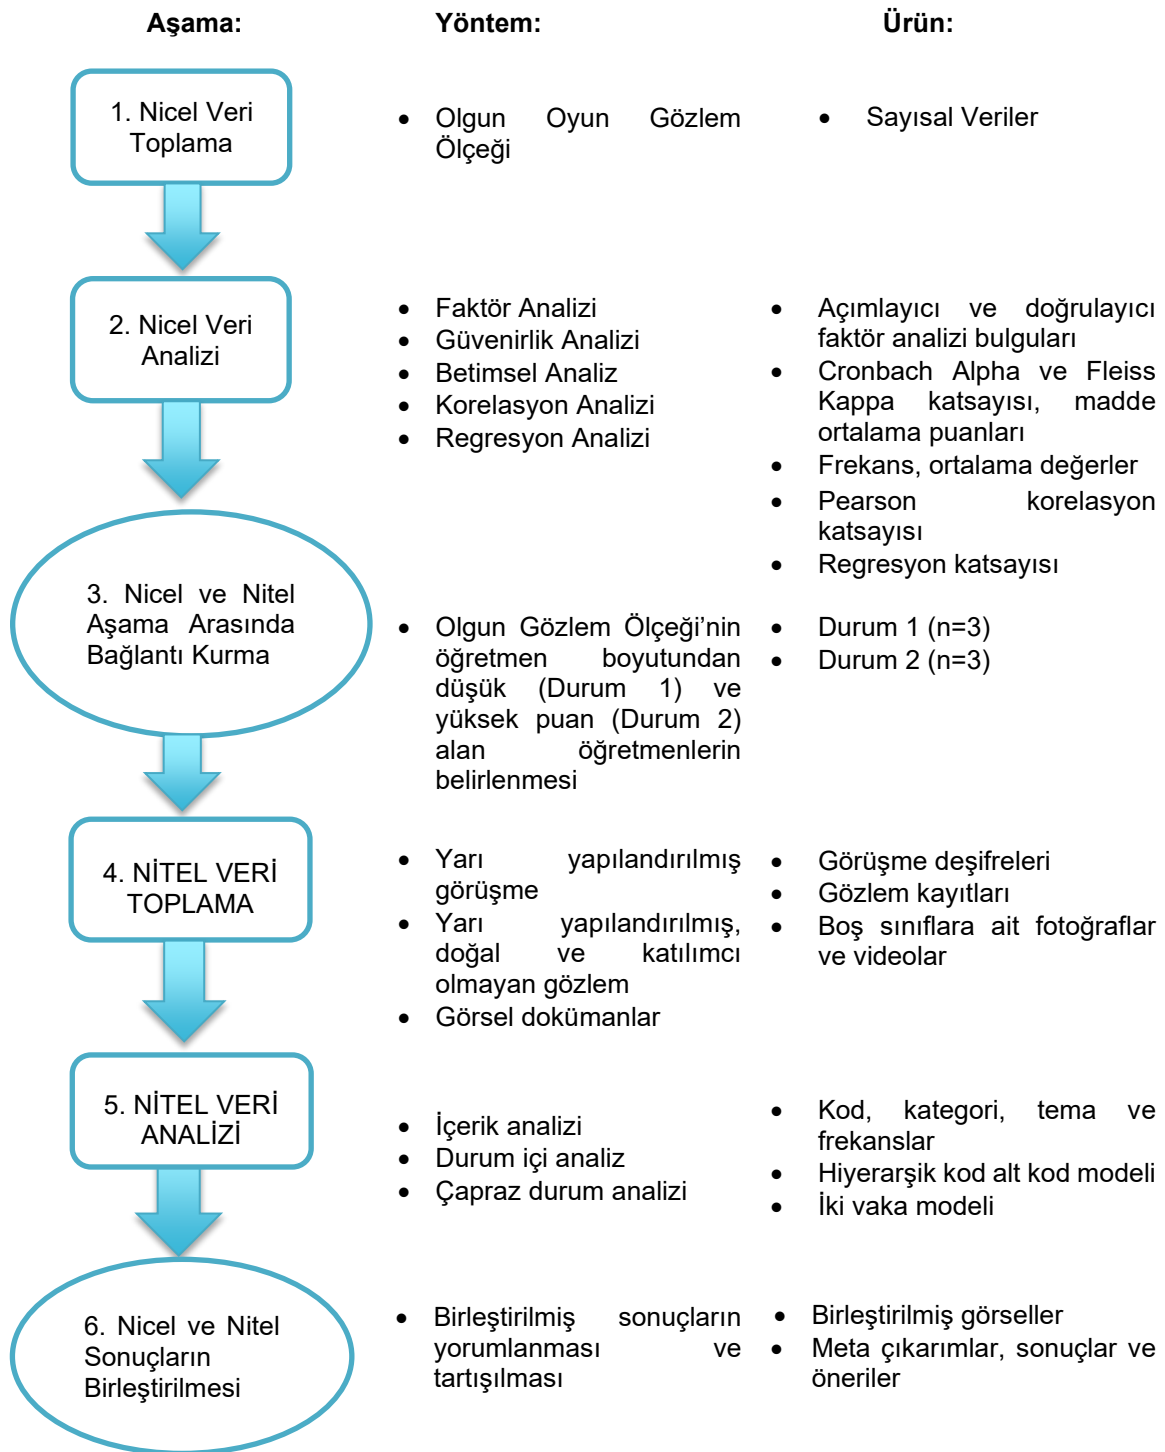 Aşama:
Yöntem:
Ürün:
1. Nicel Veri
Toplama
• Olgun Oyun Gözlem
Ölçeği
• Sayısal Veriler
2. Nicel Veri
Analizi
• Faktör Analizi
• Güvenirlik Analizi
• Betimsel Analiz
• Korelasyon Analizi
• Regresyon Analizi
• Açımlayıcı ve doğrulayıcı
faktör analizi bulguları
• Cronbach Alpha ve Fleiss
Kappa katsayısı, madde
ortalama puanları
• Frekans, ortalama değerler
• Pearson korelasyon
katsayısı
• Regresyon katsayısı
3. Nicel ve Nitel
Aşama Arasında
Bağlantı Kurma
• Olgun Gözlem Ölçeği’nin
öğretmen boyutundan
düşük (Durum 1) ve
yüksek puan (Durum 2)
alan öğretmenlerin
belirlenmesi
• Durum 1 (n=3)
• Durum 2 (n=3)
4. NİTEL VERİ
TOPLAMA
• Yarı yapılandırılmış
görüşme
• Yarı yapılandırılmış,
doğal ve katılımcı
olmayan gözlem
• Görsel dokümanlar
• Görüşme deşifreleri
• Gözlem kayıtları
• Boş sınıflara ait fotoğraflar
ve videolar
5. NİTEL VERİ
ANALİZİ
• İçerik analizi
• Durum içi analiz
• Çapraz durum analizi
• Kod, kategori, tema ve
frekanslar
• Hiyerarşik kod alt kod modeli
• İki vaka modeli
6. Nicel ve Nitel
Sonuçların
Birleştirilmesi
• Birleştirilmiş sonuçların
yorumlanması ve
tartışılması
• Birleştirilmiş görseller
• Meta çıkarımlar, sonuçlar ve
öneriler